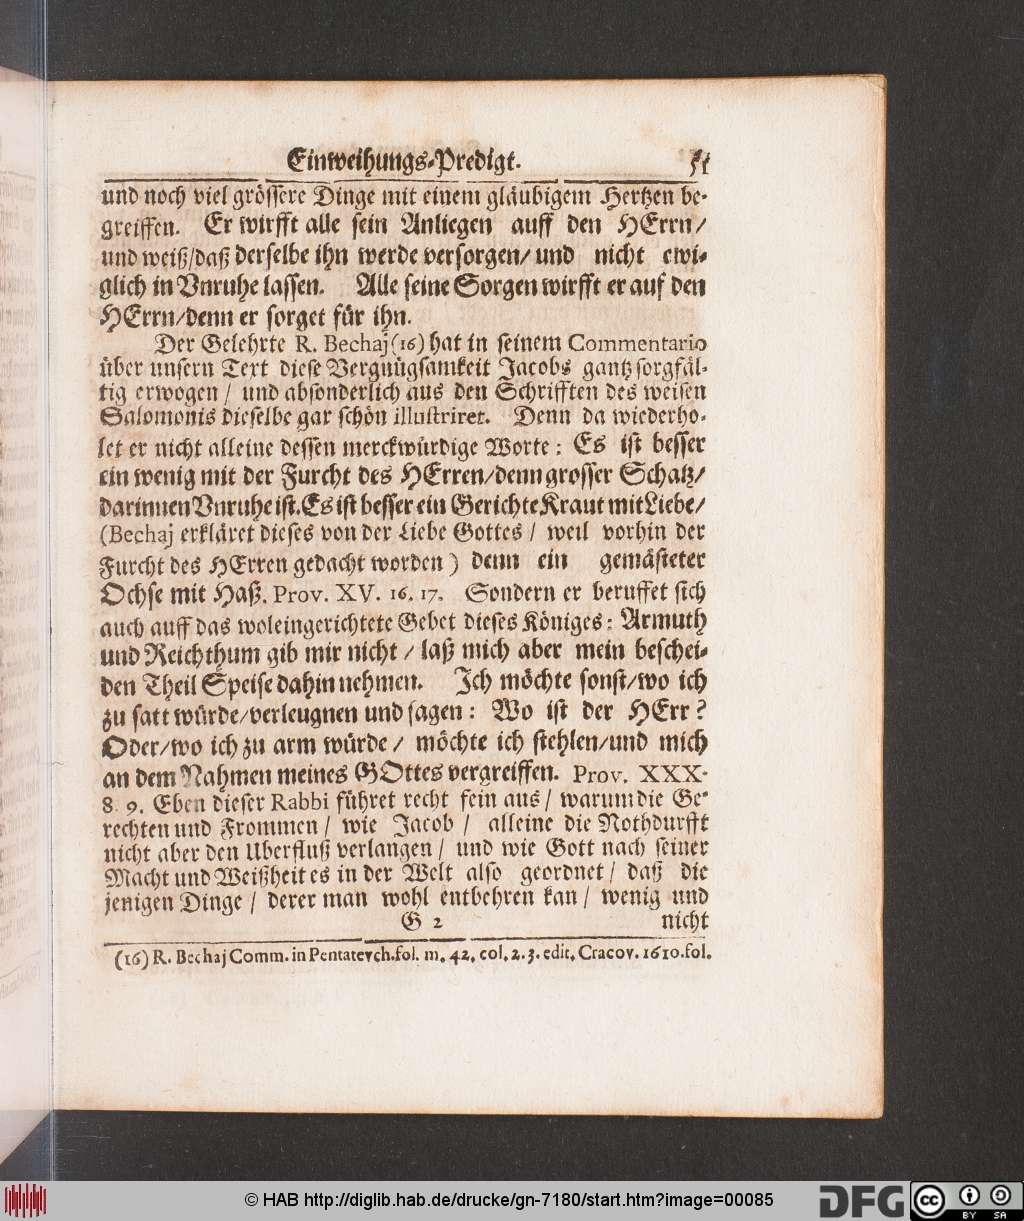 Einweihungs-Predigt. 51
und noch viel grössere Dinge mit einem gläubigem Hertzen be-
greiffen. Er wirfft alle sein Anliegen auff den HErrn/
und weiß/daß derselbe ihn werde versorgen/und nicht ewi-
glich in Vnruhe lassen. Alle seine Sorgen wirfft er auf den
HErrn/denn er sorget für ihn.
Der Gelehrte R. Bechaj (16) hat in seinem Commentario
über unsern Text diese Vergnügsamkeit Jacobs gantz sorgfäl-
tig erwogen / und absonderlich aus den Schrifften des weisen
Salomonis dieselbe gar schön illustriret. Denn da wiederho-
let er nicht alleine dessen merckwürdige Worte: Es ist besser
ein wenig mit der Furcht des HErren/denn grosser Schatz/
darinnen Vnruhe ist. Es ist besser ein Gerichte Kraut mit Liebe/
(Bechaj erkläret dieses von der Liebe Gottes / weil vorhin der
Furcht des HErren gedacht worden) denn ein gemästeter
Ochse mit Haß. Prov. XV. 16. 17. Sondern er beruffet sich
auch auff das woleingerichtete Gebet dieses Königes: Armuth
und Reichthum gib mir nicht / laß mich aber mein beschei-
den Theil Speise dahin nehmen. Ich möchte sonst/wo ich
zu satt würde/verleugnen und sagen: Wo ist der HErr?
Oder/wo ich zu arm würde / möchte ich stehlen/und mich
an dem Nahmen meines GOttes vergreiffen. Prov. XXX.
8. 9. Eben dieser Rabbi führet recht fein aus / warum die Ge-
rechten und Frommen / wie Jacob / alleine die Nothdurfft
nicht aber den Uberfluß verlangen / und wie Gott nach seiner
Macht und Weißheit es in der Welt also geordnet / daß die
jenigen Dinge / derer man wohl entbehren kan / wenig und
G 2 nicht
(16) R. Bechaj Comm. in Pentatevch. fol. m. 42. col. 2. 3. edit. Cracov. 1610. fol.
© HAB http://diglib.hab.de/drucke/gn-7180/start.htm?image=00085
DFG cc BY SA